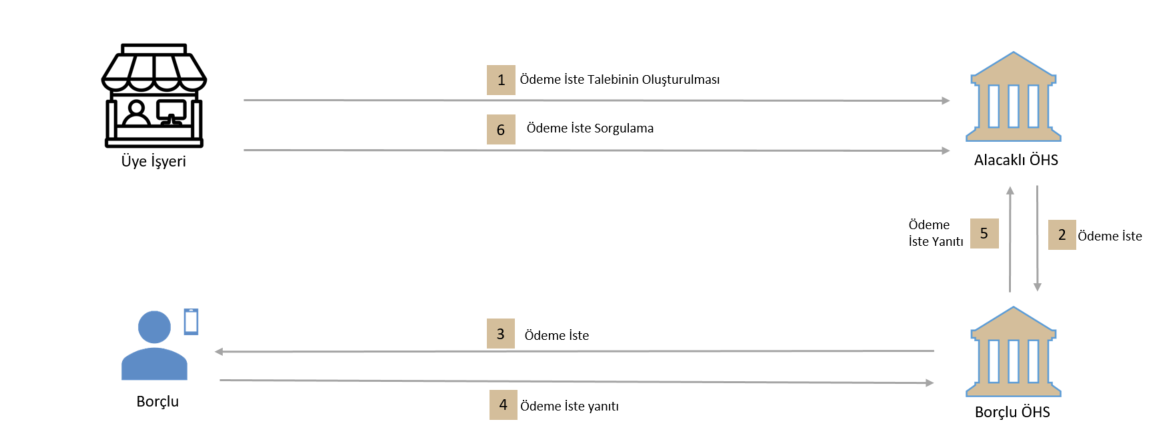 1 Ödeme İste Talebinin Oluşturulması
6 Ödeme İste Sorgulama
Üye İşyeri
Alacaklı ÖHS
Ödeme
İste Yanıtı
5
2 Ödeme İste
3 Ödeme İste
4 Ödeme İste yanıtı
Borçlu
Borçlu ÖHS